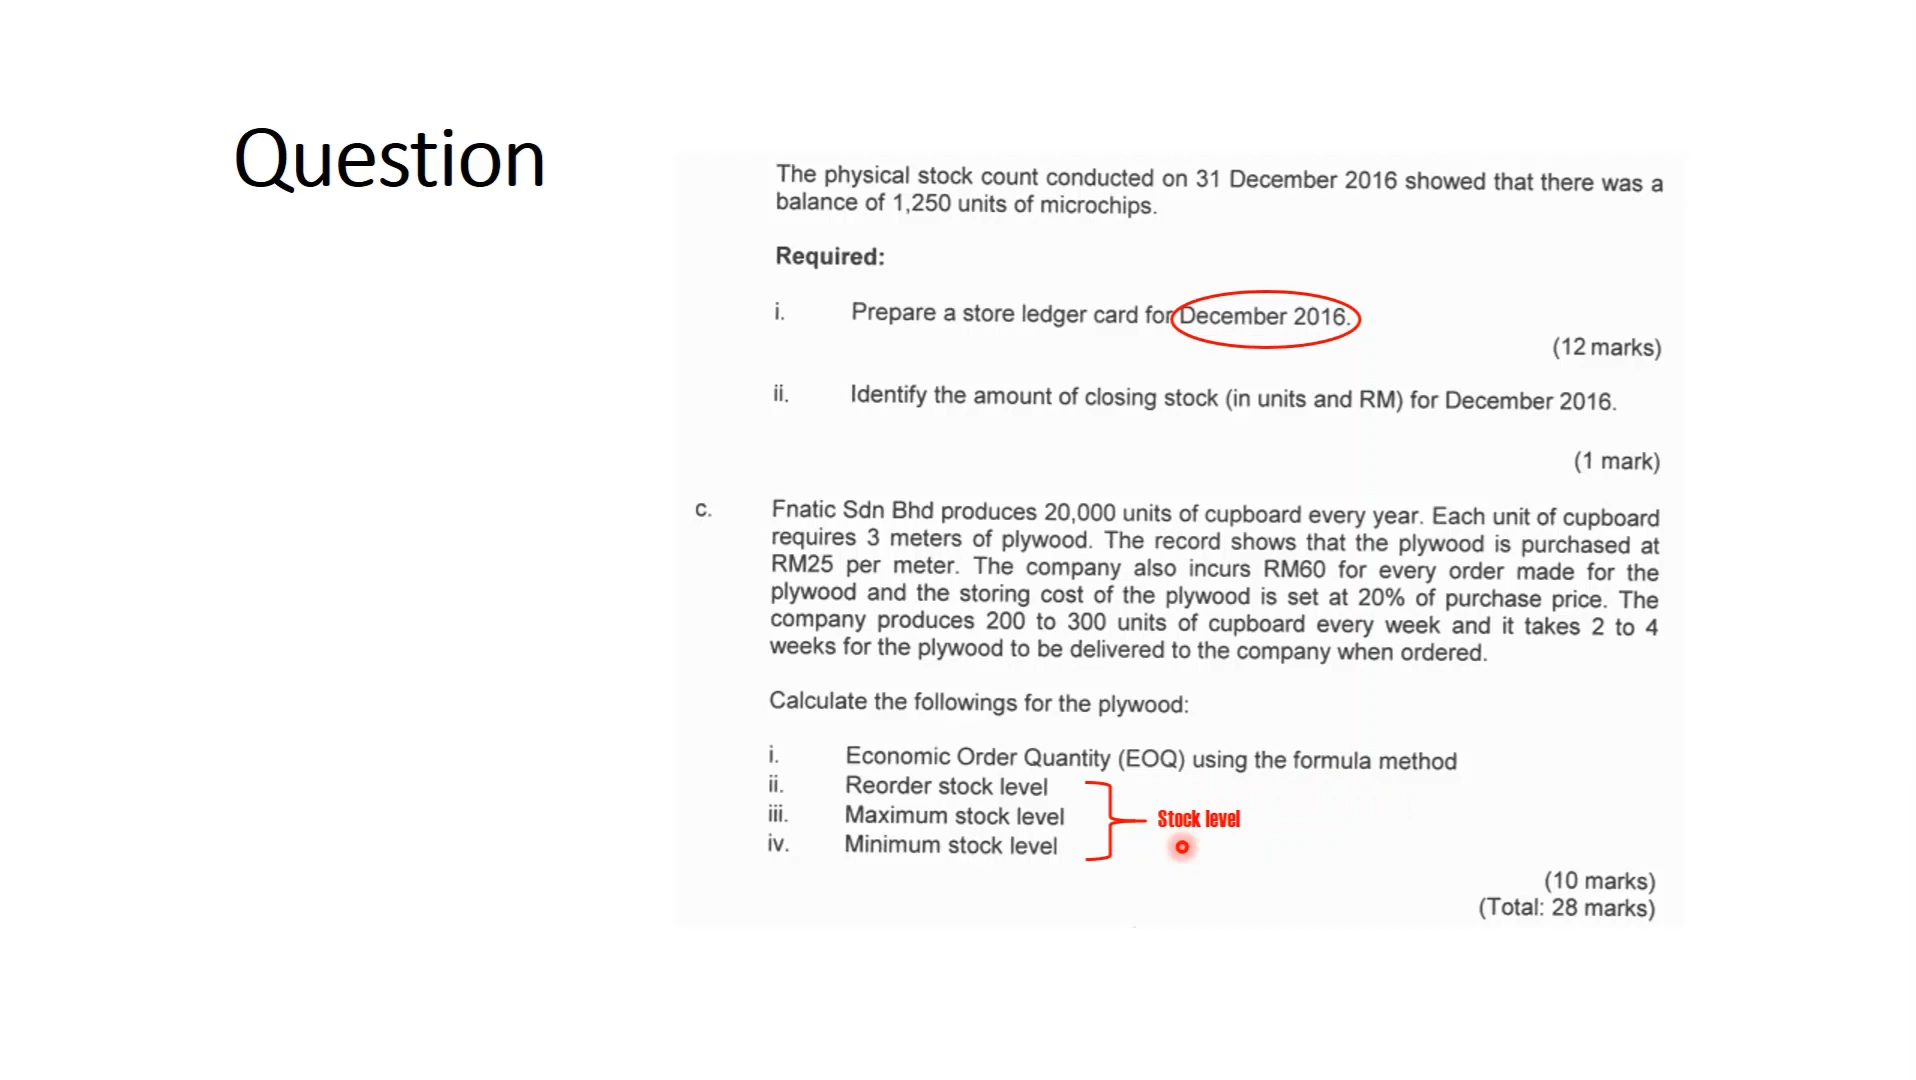 Question
The physical stock count conducted on 31 December 2016 showed that there was a
balance of 1,250 units of microchips.
Required:
i. Prepare a store ledger card for December 2016.
(12 marks)
ii. Identify the amount of closing stock (in units and RM) for December 2016.
(1 mark)
c. Fnatic Sdn Bhd produces 20,000 units of cupboard every year. Each unit of cupboard
requires 3 meters of plywood. The record shows that the plywood is purchased at
RM25 per meter. The company also incurs RM60 for every order made for the
plywood and the storing cost of the plywood is set at 20% of purchase price. The
company produces 200 to 300 units of cupboard every week and it takes 2 to 4
weeks for the plywood to be delivered to the company when ordered.
Calculate the followings for the plywood:
i. Economic Order Quantity (EOQ) using the formula method
ii. Reorder stock level
iii. Maximum stock level
iv. Minimum stock level
Stock level
(10 marks)
(Total: 28 marks)